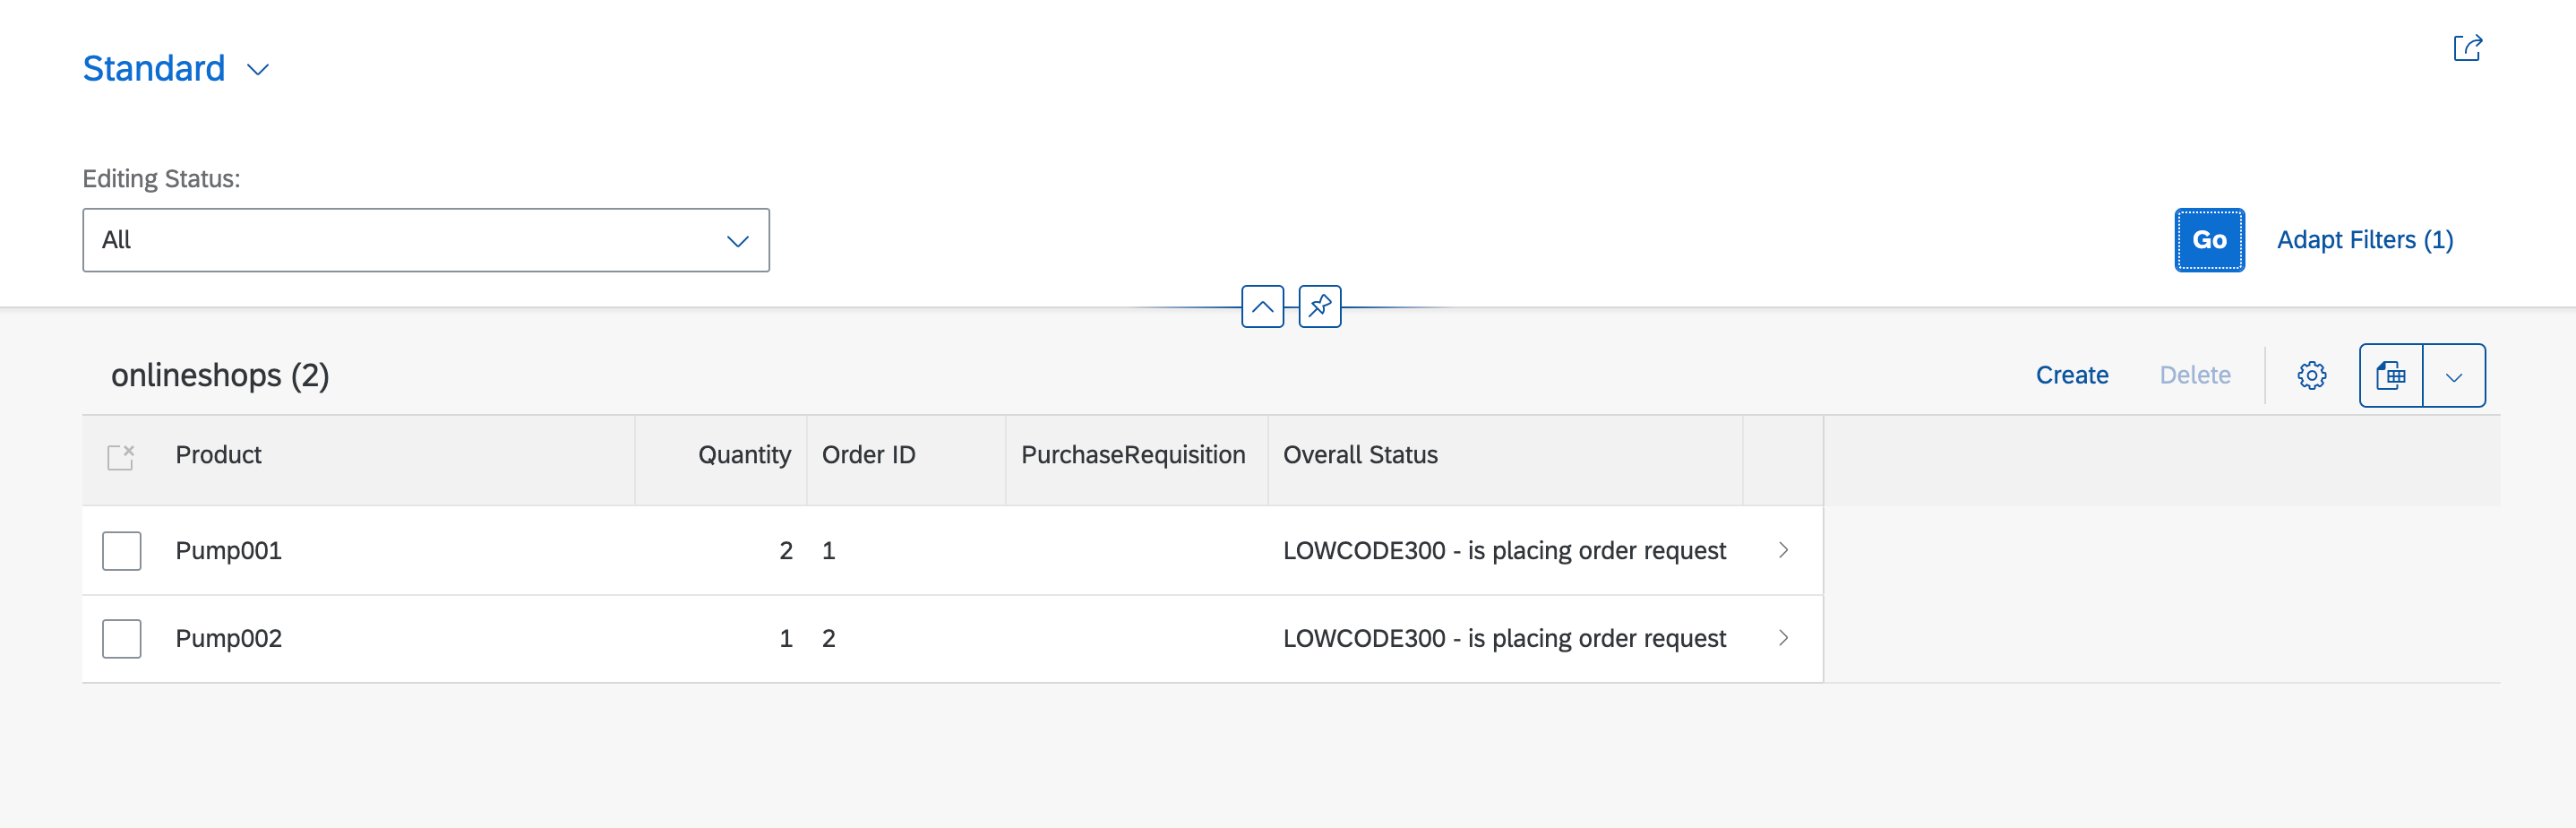 Standard
Editing Status:
All
Go Adapt Filters (1)
onlineshops (2) Create Delete
Product Quantity Order ID PurchaseRequisition Overall Status
Pump001 2 1 LOWCODE300 - is placing order request
Pump002 1 2 LOWCODE300 - is placing order request